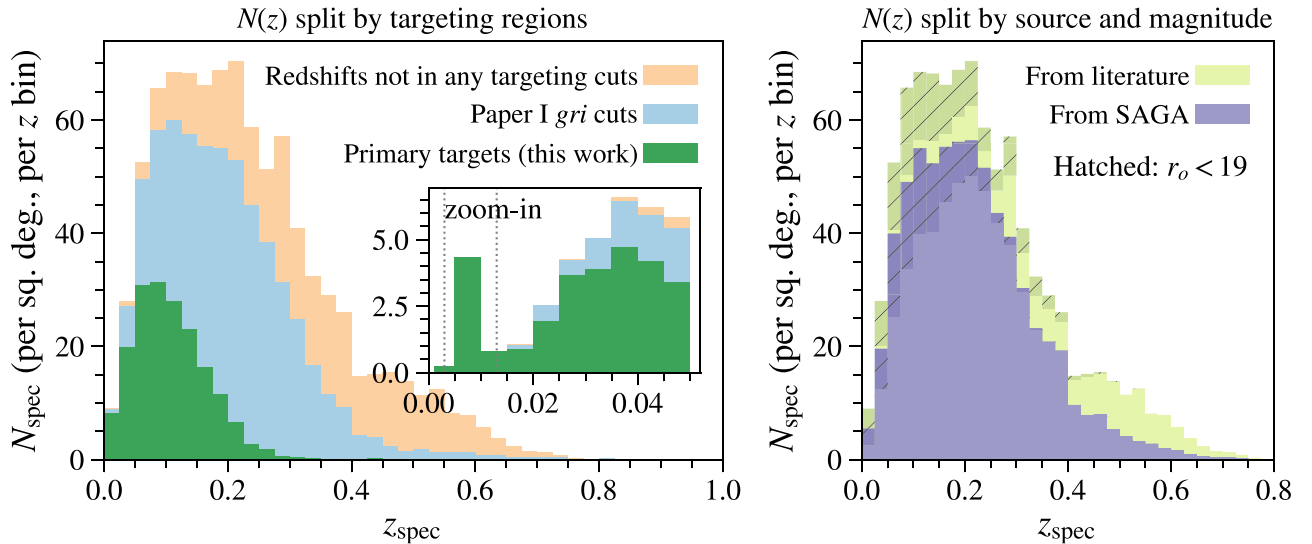 N(z) split by targeting regions
Redshifts not in any targeting cuts
Paper I gri cuts
Primary targets (this work)
zoom-in
5.0
2.5
0.0
0.00 0.02 0.04
N_spec (per sq. deg., per z bin)
60
40
20
0
0.0 0.2 0.4 0.6 0.8 1.0
z_spec
N(z) split by source and magnitude
From literature
From SAGA
Hatched: r_o < 19
N_spec (per sq. deg., per z bin)
60
40
20
0
0.0 0.2 0.4 0.6 0.8
z_spec